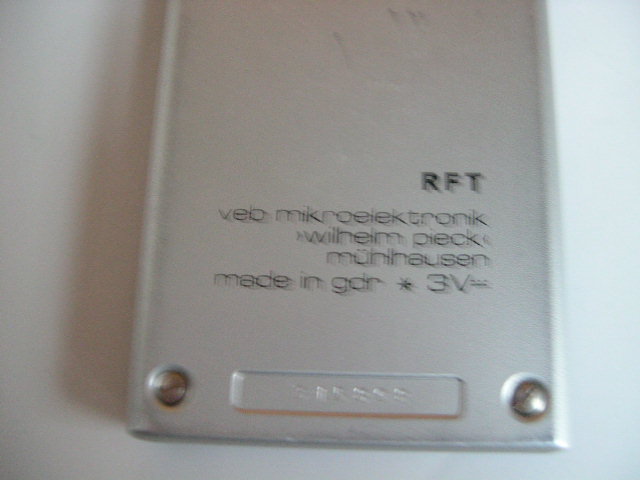 RFT
veb mikroelektronik
›wilhelm pieck‹
mühlhausen
made in gdr * 3V⎓